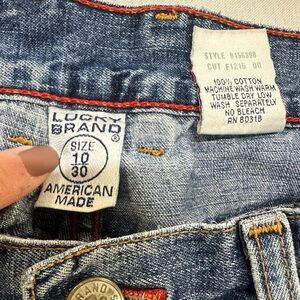 LUCKY
BRAND®
SIZE
10
30
AMERICAN
MADE
STYLE 8156398
CUT F1215 00
100% COTTON
MACHINE WASH WARM
TUMBLE DRY LOW
WASH SEPARATELY
NO BLEACH
RN 80318
BRAND